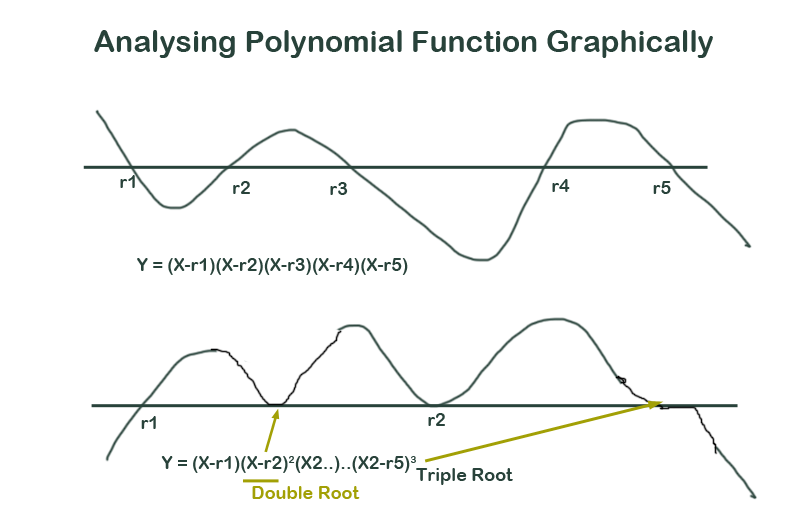 Analysing Polynomial Function Graphically
r1
r2
r3
r4
r5
Y = (X-r1)(X-r2)(X-r3)(X-r4)(X-r5)
r1
r2
Y = (X-r1)(X-r2)²(X2..)..(X2-r5)³
Triple Root
Double Root